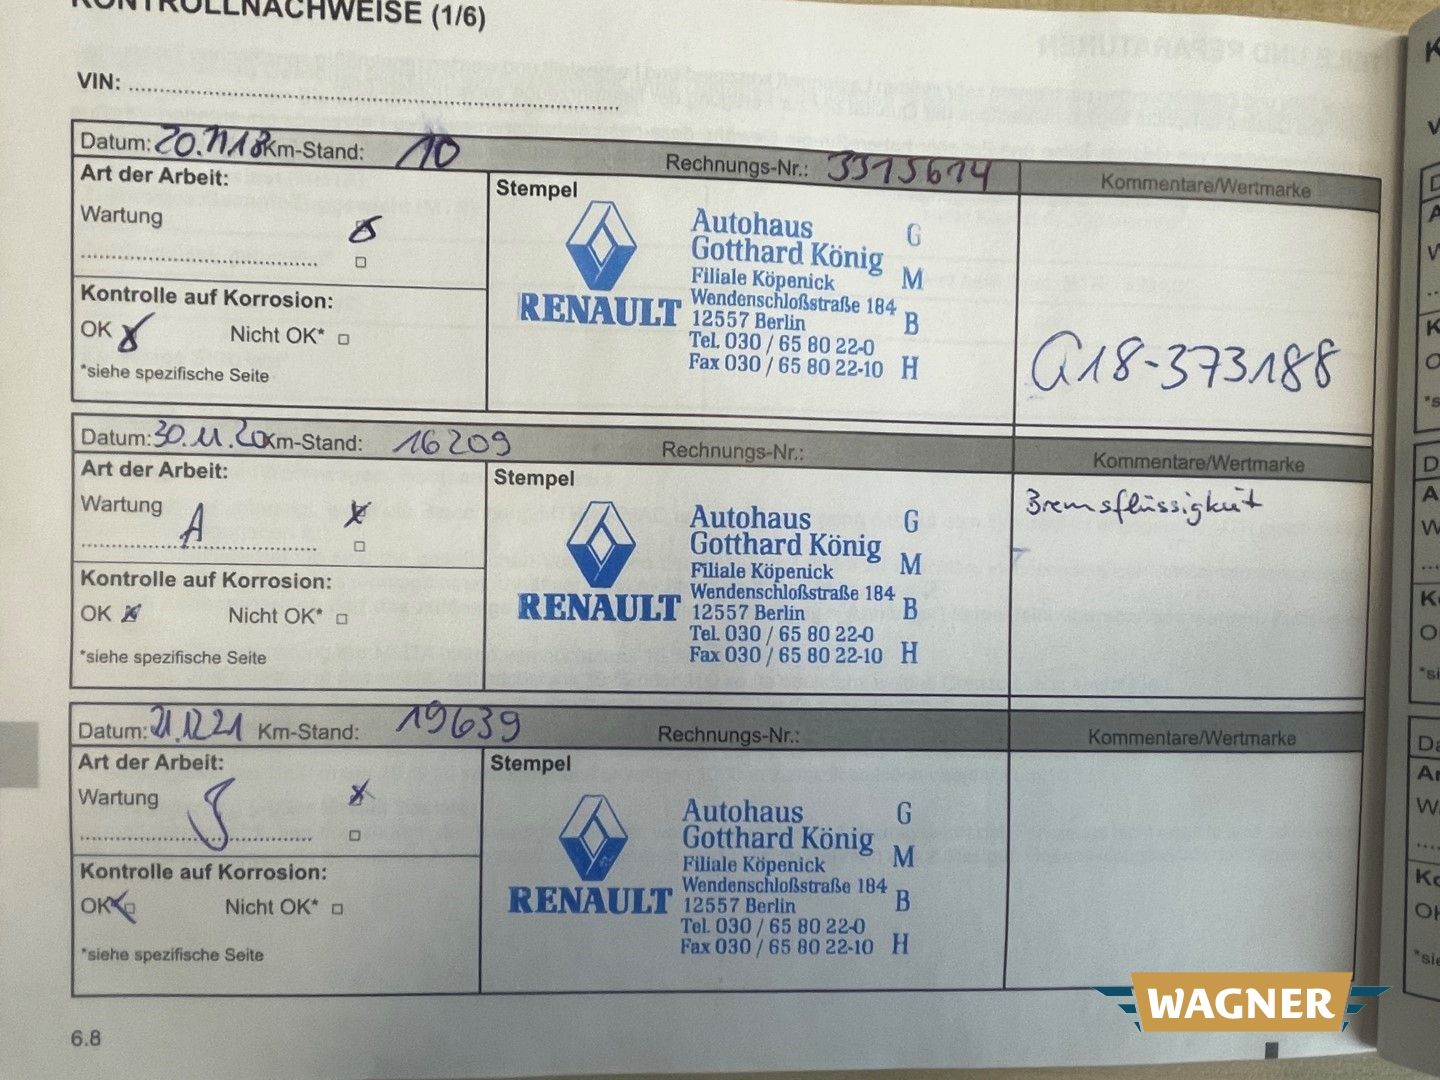 KONTROLLNACHWEISE (1/6)
VIN:
Datum: 20.11.18 Km-Stand: 10 Rechnungs-Nr.: 3315614 Kommentare/Wertmarke
Art der Arbeit:
Wartung
Kontrolle auf Korrosion:
OK Nicht OK*
*siehe spezifische Seite
Stempel
RENAULT
Autohaus
Gotthard König
Filiale Köpenick
Wendenschloßstraße 184
12557 Berlin
Tel. 030 / 65 80 22-0
Fax 030 / 65 80 22-10
G
M
B
H
G18-373188
Datum: 30.11.20 Km-Stand: 16209 Rechnungs-Nr.: Kommentare/Wertmarke
Art der Arbeit:
Wartung A
Kontrolle auf Korrosion:
OK Nicht OK*
*siehe spezifische Seite
Stempel
RENAULT
Autohaus
Gotthard König
Filiale Köpenick
Wendenschloßstraße 184
12557 Berlin
Tel. 030 / 65 80 22-0
Fax 030 / 65 80 22-10
G
M
B
H
Bremsflüssigkeit
Datum: 21.12.21 Km-Stand: 19639 Rechnungs-Nr.: Kommentare/Wertmarke
Art der Arbeit:
Wartung
Kontrolle auf Korrosion:
OK Nicht OK*
*siehe spezifische Seite
Stempel
RENAULT
Autohaus
Gotthard König
Filiale Köpenick
Wendenschloßstraße 184
12557 Berlin
Tel. 030 / 65 80 22-0
Fax 030 / 65 80 22-10
G
M
B
H
6.8
WAGNER